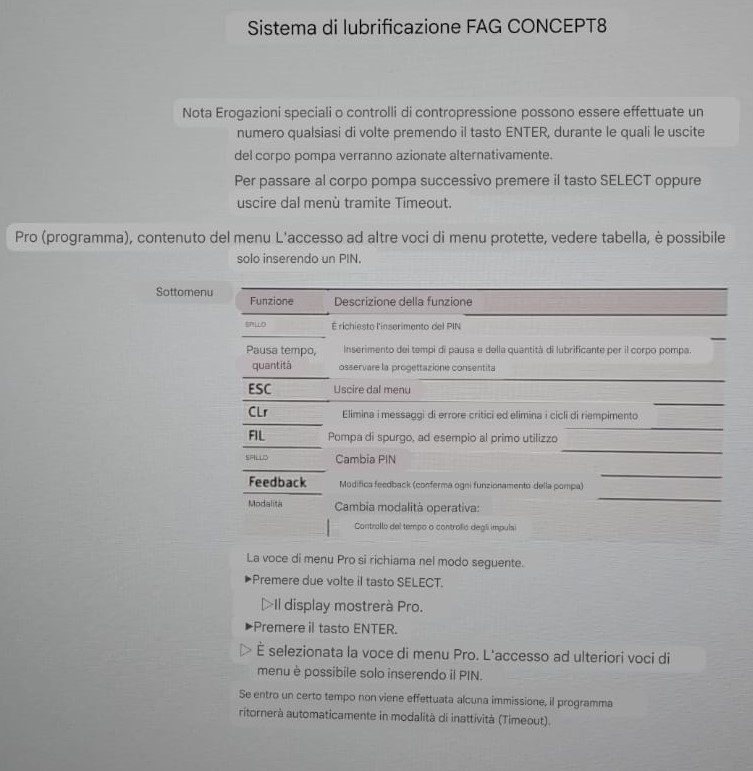 Sistema di lubrificazione FAG CONCEPT8
Nota Erogazioni speciali o controlli di contropressione possono essere effettuate un
numero qualsiasi di volte premendo il tasto ENTER, durante le quali le uscite
del corpo pompa verranno azionate alternativamente.
Per passare al corpo pompa successivo premere il tasto SELECT oppure
uscire dal menù tramite Timeout.
Pro (programma), contenuto del menu L'accesso ad altre voci di menu protette, vedere tabella, è possibile
solo inserendo un PIN.
Sottomenu
Funzione Descrizione della funzione
SPILLO È richiesto l'inserimento del PIN
Pausa tempo, Inserimento dei tempi di pausa e della quantità di lubrificante per il corpo pompa.
quantità osservare la progettazione consentita
ESC Uscire dal menu
CLr Elimina i messaggi di errore critici ed elimina i cicli di riempimento
FIL Pompa di spurgo, ad esempio al primo utilizzo
SPILLO Cambia PIN
Feedback Modifica feedback (conferma ogni funzionamento della pompa)
Modalità Cambia modalità operativa:
Controllo del tempo o controllo degli impulsi
La voce di menu Pro si richiama nel modo seguente.
►Premere due volte il tasto SELECT.
▷Il display mostrerà Pro.
►Premere il tasto ENTER.
▷ È selezionata la voce di menu Pro. L'accesso ad ulteriori voci di
menu è possibile solo inserendo il PIN.
Se entro un certo tempo non viene effettuata alcuna immissione, il programma
ritornerà automaticamente in modalità di inattività (Timeout).